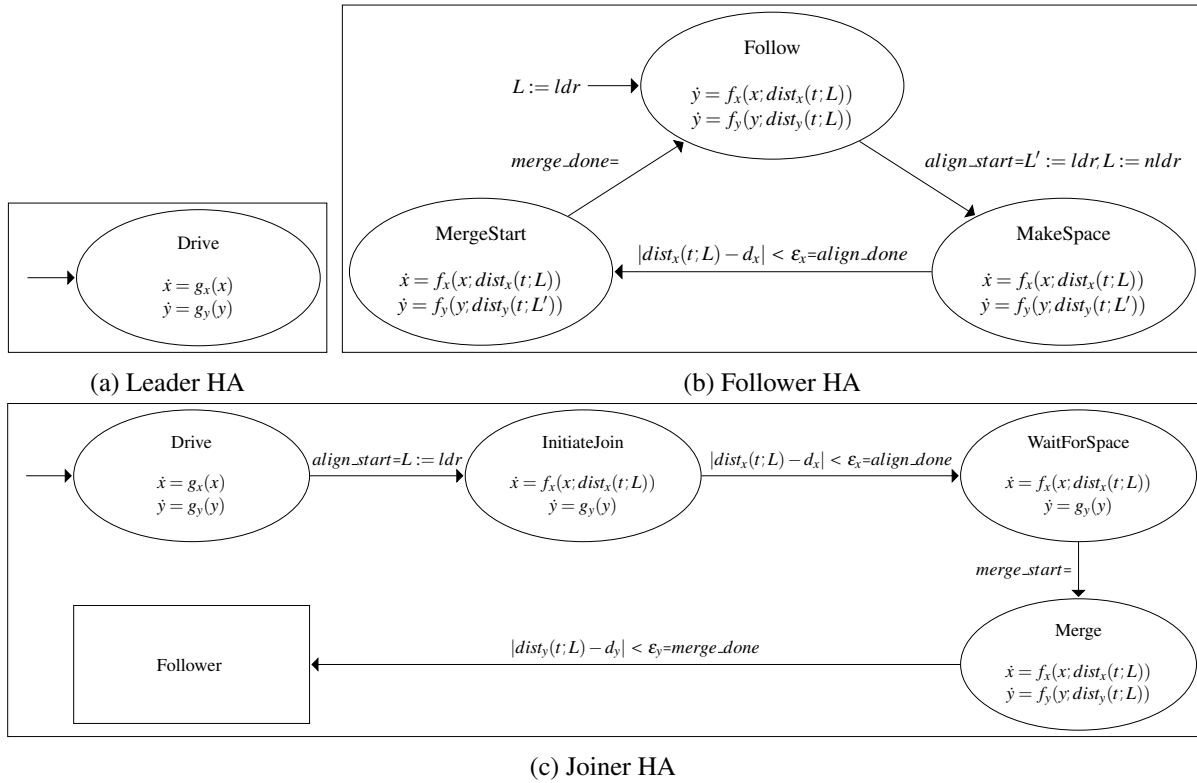 Drive
ẋ = g_x(x)
ẏ = g_y(y)
(a) Leader HA
L := ldr
Follow
ẏ = f_x(x; dist_x(t; L))
ẏ = f_y(y; dist_y(t; L))
merge_done=
align_start=L′ := ldr; L := nldr
MergeStart
ẋ = f_x(x; dist_x(t; L))
ẏ = f_y(y; dist_y(t; L′))
|dist_x(t; L) − d_x| < ε_x=align_done
MakeSpace
ẋ = f_x(x; dist_x(t; L))
ẏ = f_y(y; dist_y(t; L′))
(b) Follower HA
Drive
ẋ = g_x(x)
ẏ = g_y(y)
align_start=L := ldr
InitiateJoin
ẋ = f_x(x; dist_x(t; L))
ẏ = g_y(y)
|dist_x(t; L) − d_x| < ε_x=align_done
WaitForSpace
ẋ = f_x(x; dist_x(t; L))
ẏ = g_y(y)
merge_start=
Merge
ẋ = f_x(x; dist_x(t; L))
ẏ = f_y(y; dist_y(t; L))
|dist_y(t; L) − d_y| < ε_y=merge_done
Follower
(c) Joiner HA